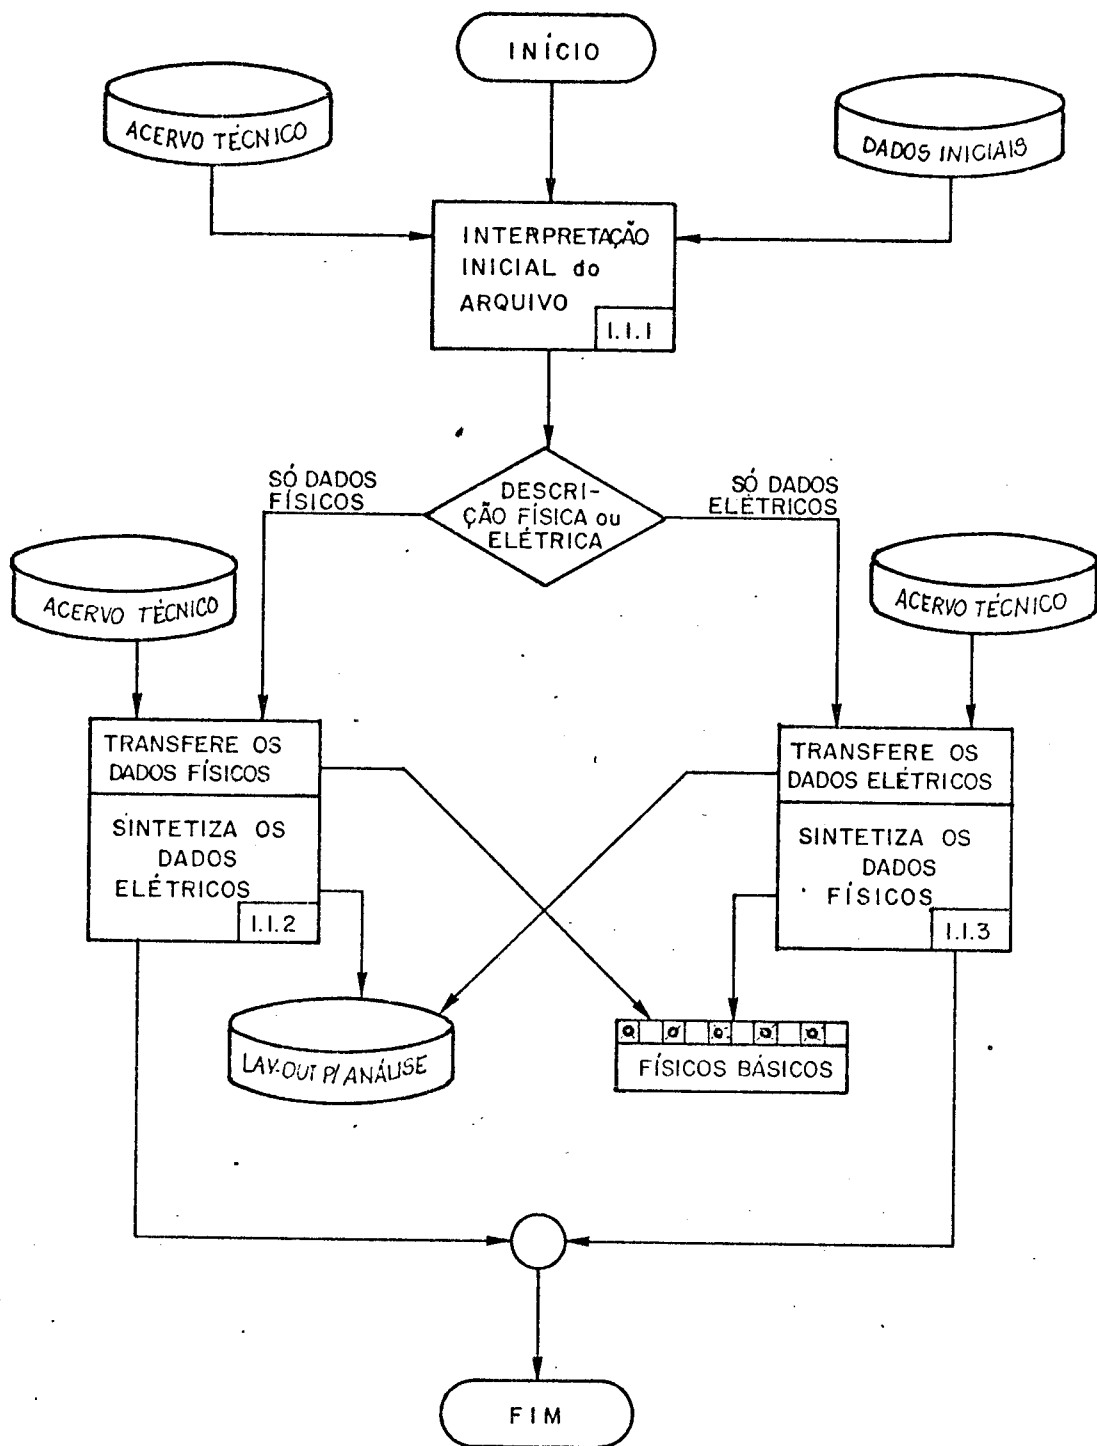 INÍCIO
ACERVO TÉCNICO
DADOS INICIAIS
INTERPRETAÇÃO
INICIAL do
ARQUIVO
1.1.1
SÓ DADOS
FÍSICOS
DESCRI-
ÇÃO FÍSICA ou
ELÉTRICA
SÓ DADOS
ELÉTRICOS
ACERVO TÉCNICO
ACERVO TÉCNICO
TRANSFERE OS
DADOS FÍSICOS
SINTETIZA OS
DADOS
ELÉTRICOS
1.1.2
TRANSFERE OS
DADOS ELÉTRICOS
SINTETIZA OS
DADOS
FÍSICOS
1.1.3
LAY-OUT P/ ANÁLISE
FÍSICOS BÁSICOS
FIM